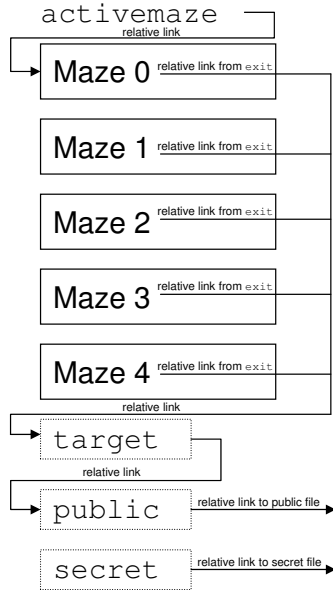 activemaze
relative link
Maze 0 relative link from exit
Maze 1 relative link from exit
Maze 2 relative link from exit
Maze 3 relative link from exit
Maze 4 relative link from exit
relative link
target
relative link
public relative link to public file
secret relative link to secret file